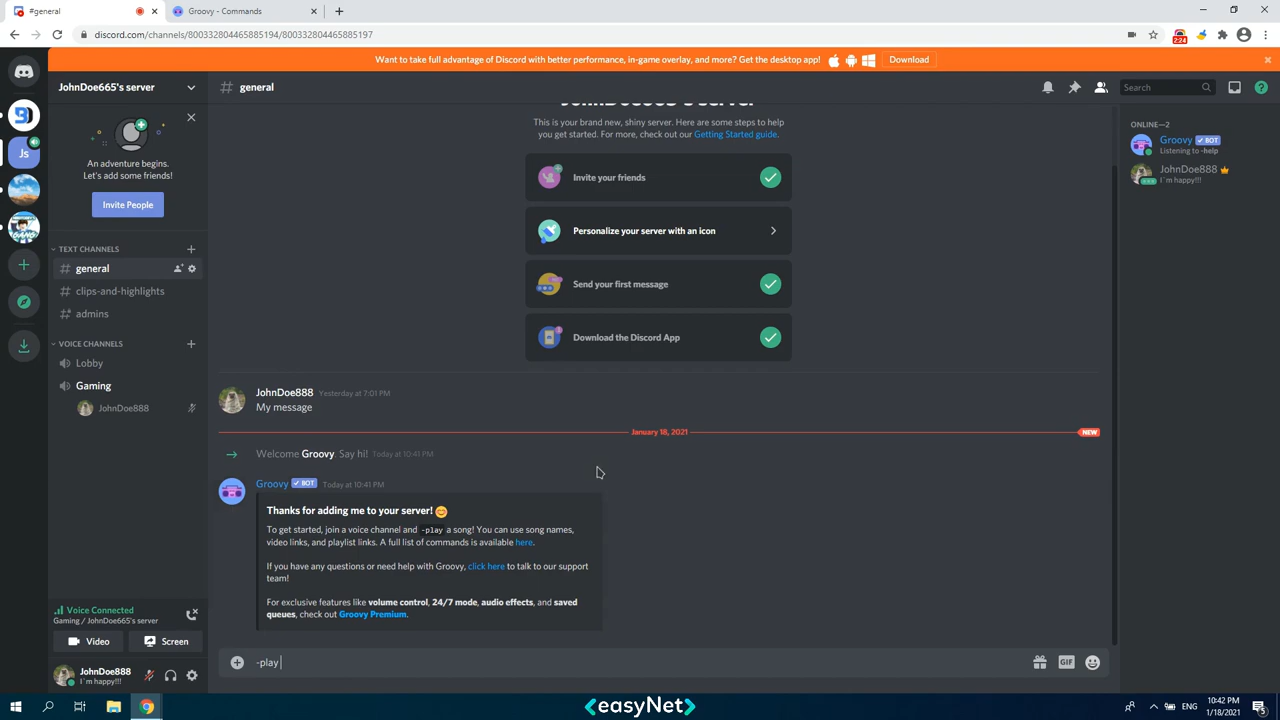 #general
Groovy - Commands
discord.com/channels/800332804465885194/800332804465885197
2:24
Want to take full advantage of Discord with better performance, in-game overlay, and more? Get the desktop app!
Download
JohnDoe665's server
general
Search
An adventure begins.
Let's add some friends!
Invite People
TEXT CHANNELS
general
clips-and-highlights
admins
VOICE CHANNELS
Lobby
Gaming
JohnDoe888
Js
Voice Connected
Gaming / JohnDoe665's server
Video
Screen
JohnDoe888
I`m happy!!!
JohnDoe665's server
This is your brand new, shiny server. Here are some steps to help
you get started. For more, check out our Getting Started guide.
Invite your friends
Personalize your server with an icon
Send your first message
Download the Discord App
JohnDoe888 Yesterday at 7:01 PM
My message
January 18, 2021
NEW
Welcome Groovy. Say hi! Today at 10:41 PM
Groovy BOT Today at 10:41 PM
Thanks for adding me to your server!
To get started, join a voice channel and -play a song! You can use song names,
video links, and playlist links. A full list of commands is available here.
If you have any questions or need help with Groovy, click here to talk to our support
team!
For exclusive features like volume control, 24/7 mode, audio effects, and saved
queues, check out Groovy Premium.
-play
GIF
ONLINE—2
Groovy BOT
Listening to -help
JohnDoe888
I`m happy!!!
<easyNet>
ENG
10:42 PM
1/18/2021
5